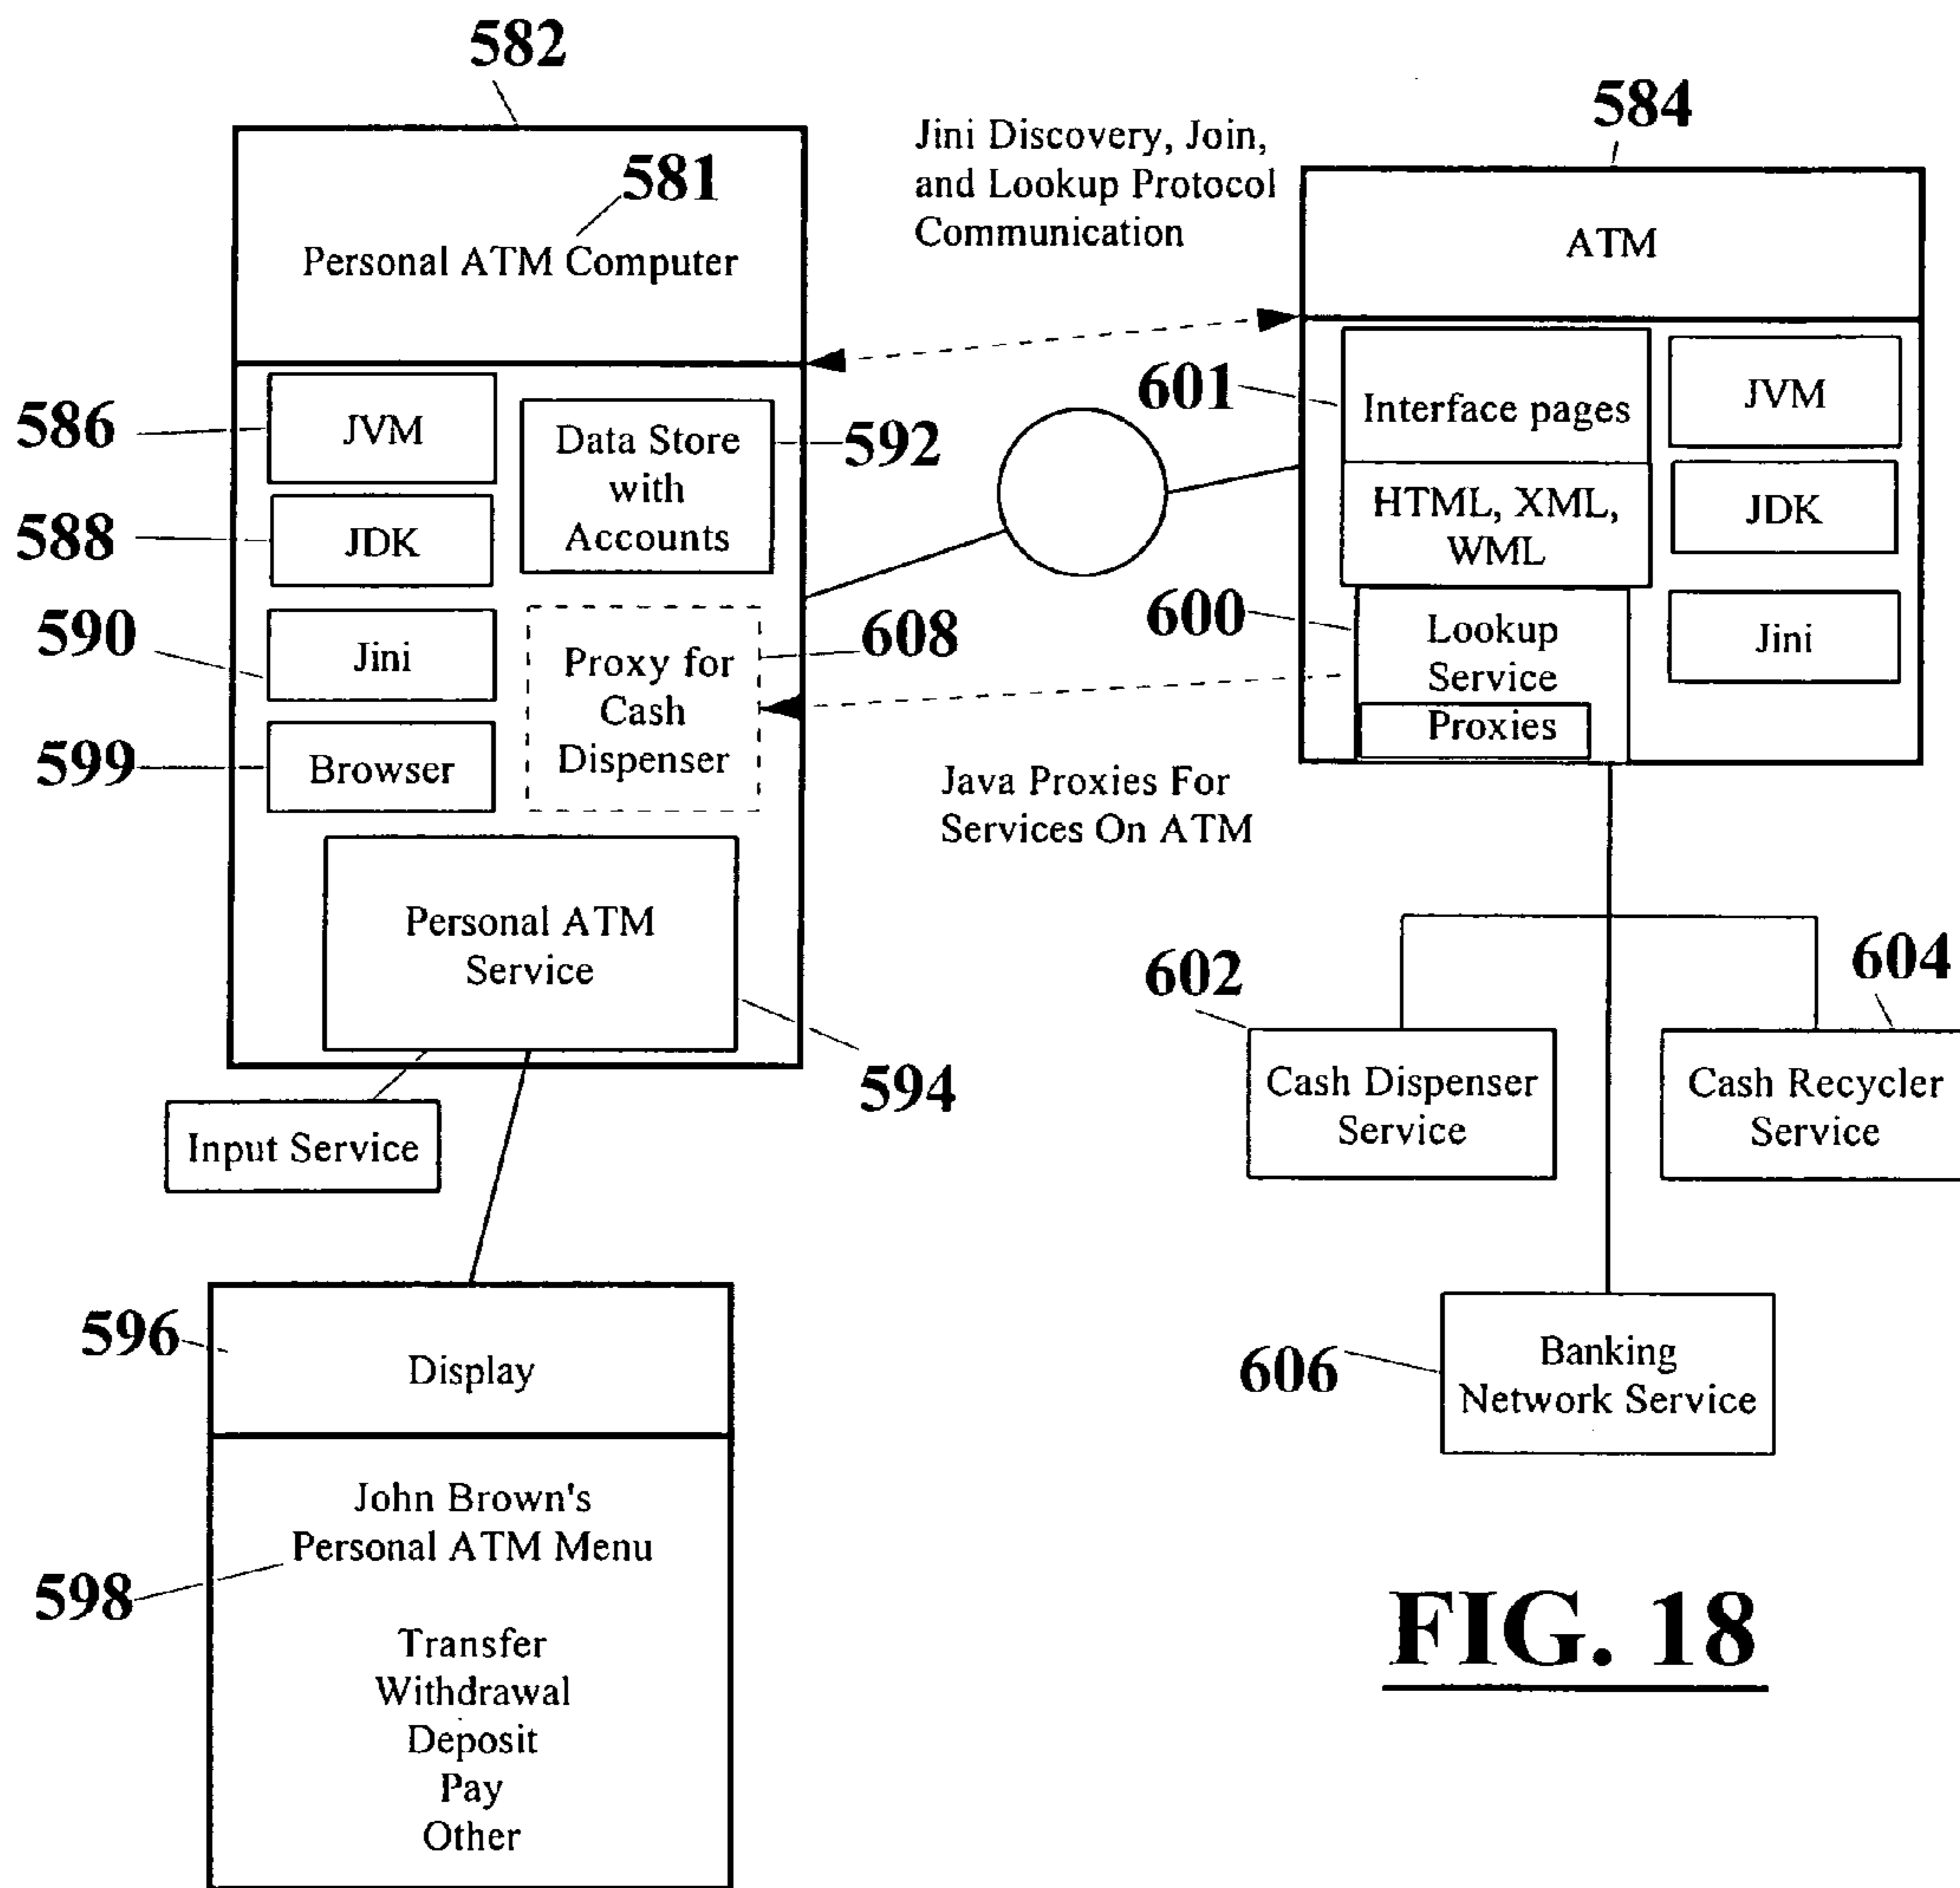 582
581
Personal ATM Computer
Jini Discovery, Join,
and Lookup Protocol
Communication
584
ATM
586
JVM
588
JDK
590
Jini
599
Browser
Data Store
with
Accounts
592
Proxy for
Cash
Dispenser
608
Personal ATM
Service
594
Input Service
601
Interface pages
HTML, XML,
WML
600
Lookup
Service
Proxies
JVM
JDK
Jini
Java Proxies For
Services On ATM
602
Cash Dispenser
Service
604
Cash Recycler
Service
606
Banking
Network Service
596
Display
John Brown's
Personal ATM Menu
598
Transfer
Withdrawal
Deposit
Pay
Other
FIG. 18